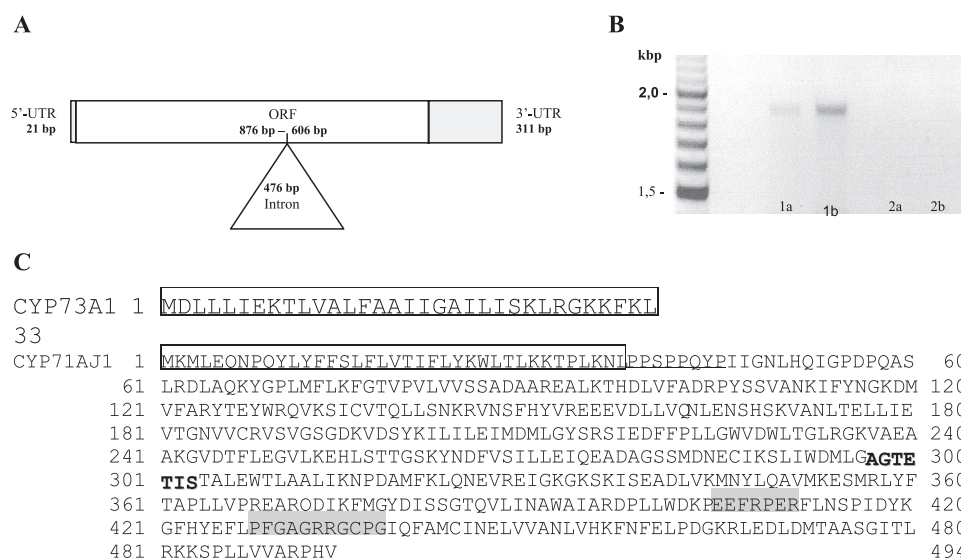 A
B
5'-UTR
21 bp
ORF
876 bp – 606 bp
3'-UTR
311 bp
476 bp
Intron
kbp
2,0 -
1,5 -
1a 1b 2a 2b
C
CYP73A1 1 MDLLLIEKTLVALFAAIIGAILISKLRGKKFKL
33
CYP71AJ1 1 MKMLEQNPQYLYFFSLFLVTIFLYKWLTLKKTPLKNLPPSPPQYPIIGNLHQIGPDPQAS 60
61 LRDLAQKYGPLMFLKFGTVPVLVVSSADAAREALKTHDLVFADRPYSSVANKIFYNGKDM 120
121 VFARYTEYWRQVKSICVTQLLSNKRVNSFHYVREEEVDLLVQNLENSHSKVANLTELLIE 180
181 VTGNVVCRVSVGSGDKVDSYKILILEIMDMLGYSRSIEDFFPLLGWVDWLTGLRGKVAEA 240
241 AKGVDTFLEGVLKEHLSTTGSKYNDFVSILLEIQEADAGSSMDNECIKSLIWDMLGAGTE 300
301 TISTALEWTLAALIKNPDAMFKLQNEVREIGKGKSKISEADLVKMNYLQAVMKESMRLYF 360
361 TAPLLVPREARQDIKFMGYDISSGTQVLINAWAIARDPLLWDKPEEFRPERFLNSPIDYK 420
421 GFHYEFLPFGAGRRGCPGIQFAMCINELVVANLVHKFNFELPDGKRLEDLDMTAASGITL 480
481 RKKSPLLVVARPHV 494